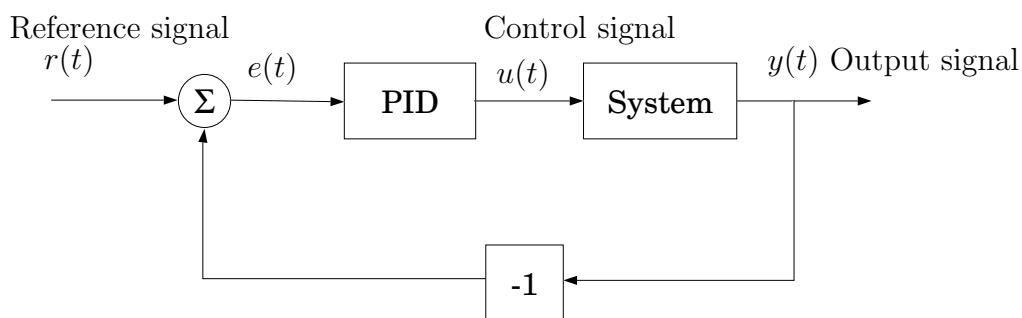 Reference signal
r(t)
e(t)
Control signal
u(t)
y(t) Output signal
Σ
PID
System
-1